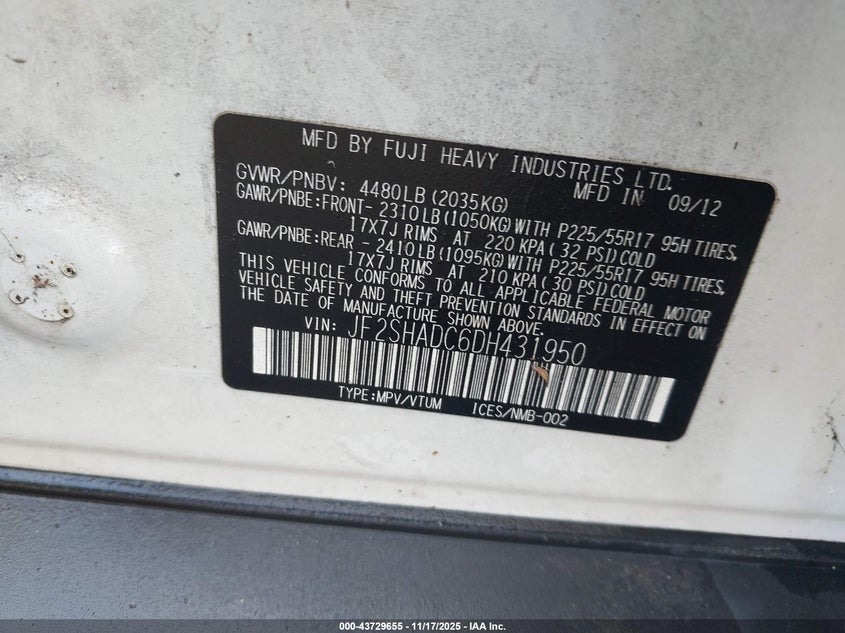 MFD BY FUJI HEAVY INDUSTRIES LTD.
GVWR/PNBV: 4480LB(2035KG) MFD IN 09/12
GAWR/PNBE:FRONT-2310LB(1050KG)WITH P225/55R17 95H TIRES,
17X7J RIMS AT 220 KPA(32 PSI)COLD
GAWR/PNBE:REAR -2410LB(1095KG)WITH P225/55R17 95H TIRES,
17X7J RIMS AT 210 KPA(30 PSI)COLD
THIS VEHICLE CONFORMS TO ALL APPLICABLE FEDERAL MOTOR
VEHICLE SAFETY AND THEFT PREVENTION STANDARDS IN EFFECT ON
THE DATE OF MANUFACTURE SHOWN ABOVE.
VIN: JF2SHADC6DH431950
TYPE:MPV/VTUM ICES/NMB-002
000-43729655 - 11/17/2025 - IAA Inc.